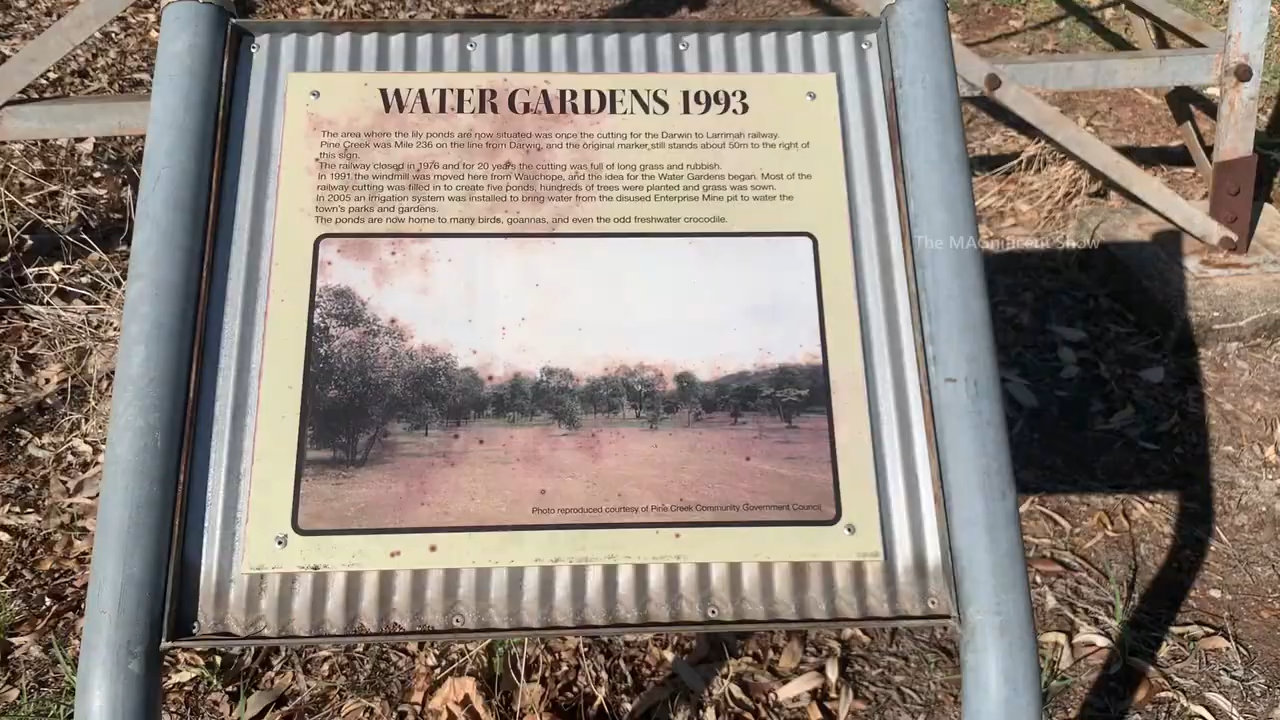 WATER GARDENS 1993
The area where the lily ponds are now situated was once the cutting for the Darwin to Larrimah railway.
Pine Creek was Mile 236 on the line from Darwin, and the original marker still stands about 50m to the right of
this sign.
The railway closed in 1976 and for 20 years the cutting was full of long grass and rubbish.
In 1991 the windmill was moved here from Wauchope, and the idea for the Water Gardens began. Most of the
railway cutting was filled in to create five ponds, hundreds of trees were planted and grass was sown.
In 2005 an irrigation system was installed to bring water from the disused Enterprise Mine pit to water the
town's parks and gardens.
The ponds are now home to many birds, goannas, and even the odd freshwater crocodile.
The MAgnificent Show
Photo reproduced courtesy of Pine Creek Community Government Council